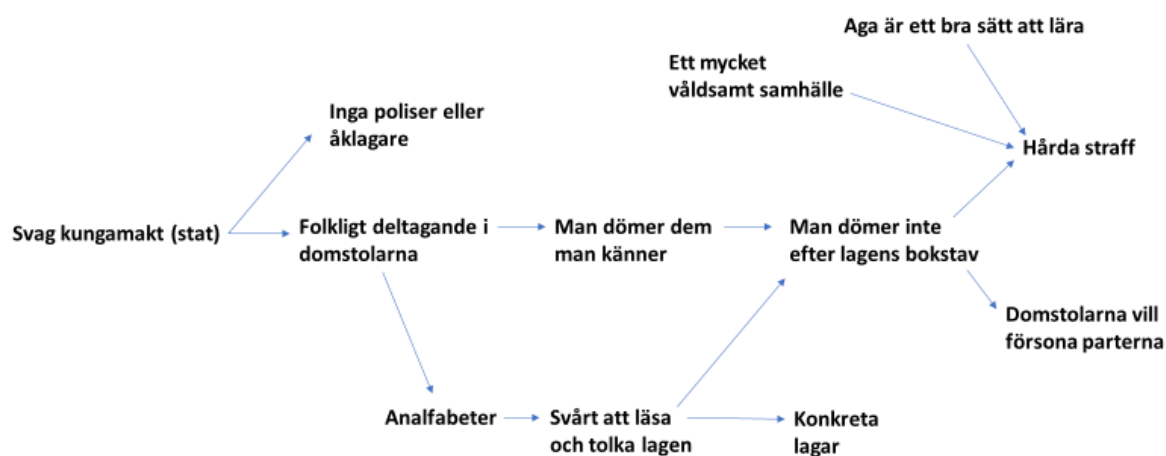 Aga är ett bra sätt att lära
Ett mycket
våldsamt samhälle
Inga poliser eller
åklagare
Hårda straff
Svag kungamakt (stat)
Folkligt deltagande i
domstolarna
Man dömer dem
man känner
Man dömer inte
efter lagens bokstav
Domstolarna vill
försona parterna
Analfabeter
Svårt att läsa
och tolka lagen
Konkreta
lagar